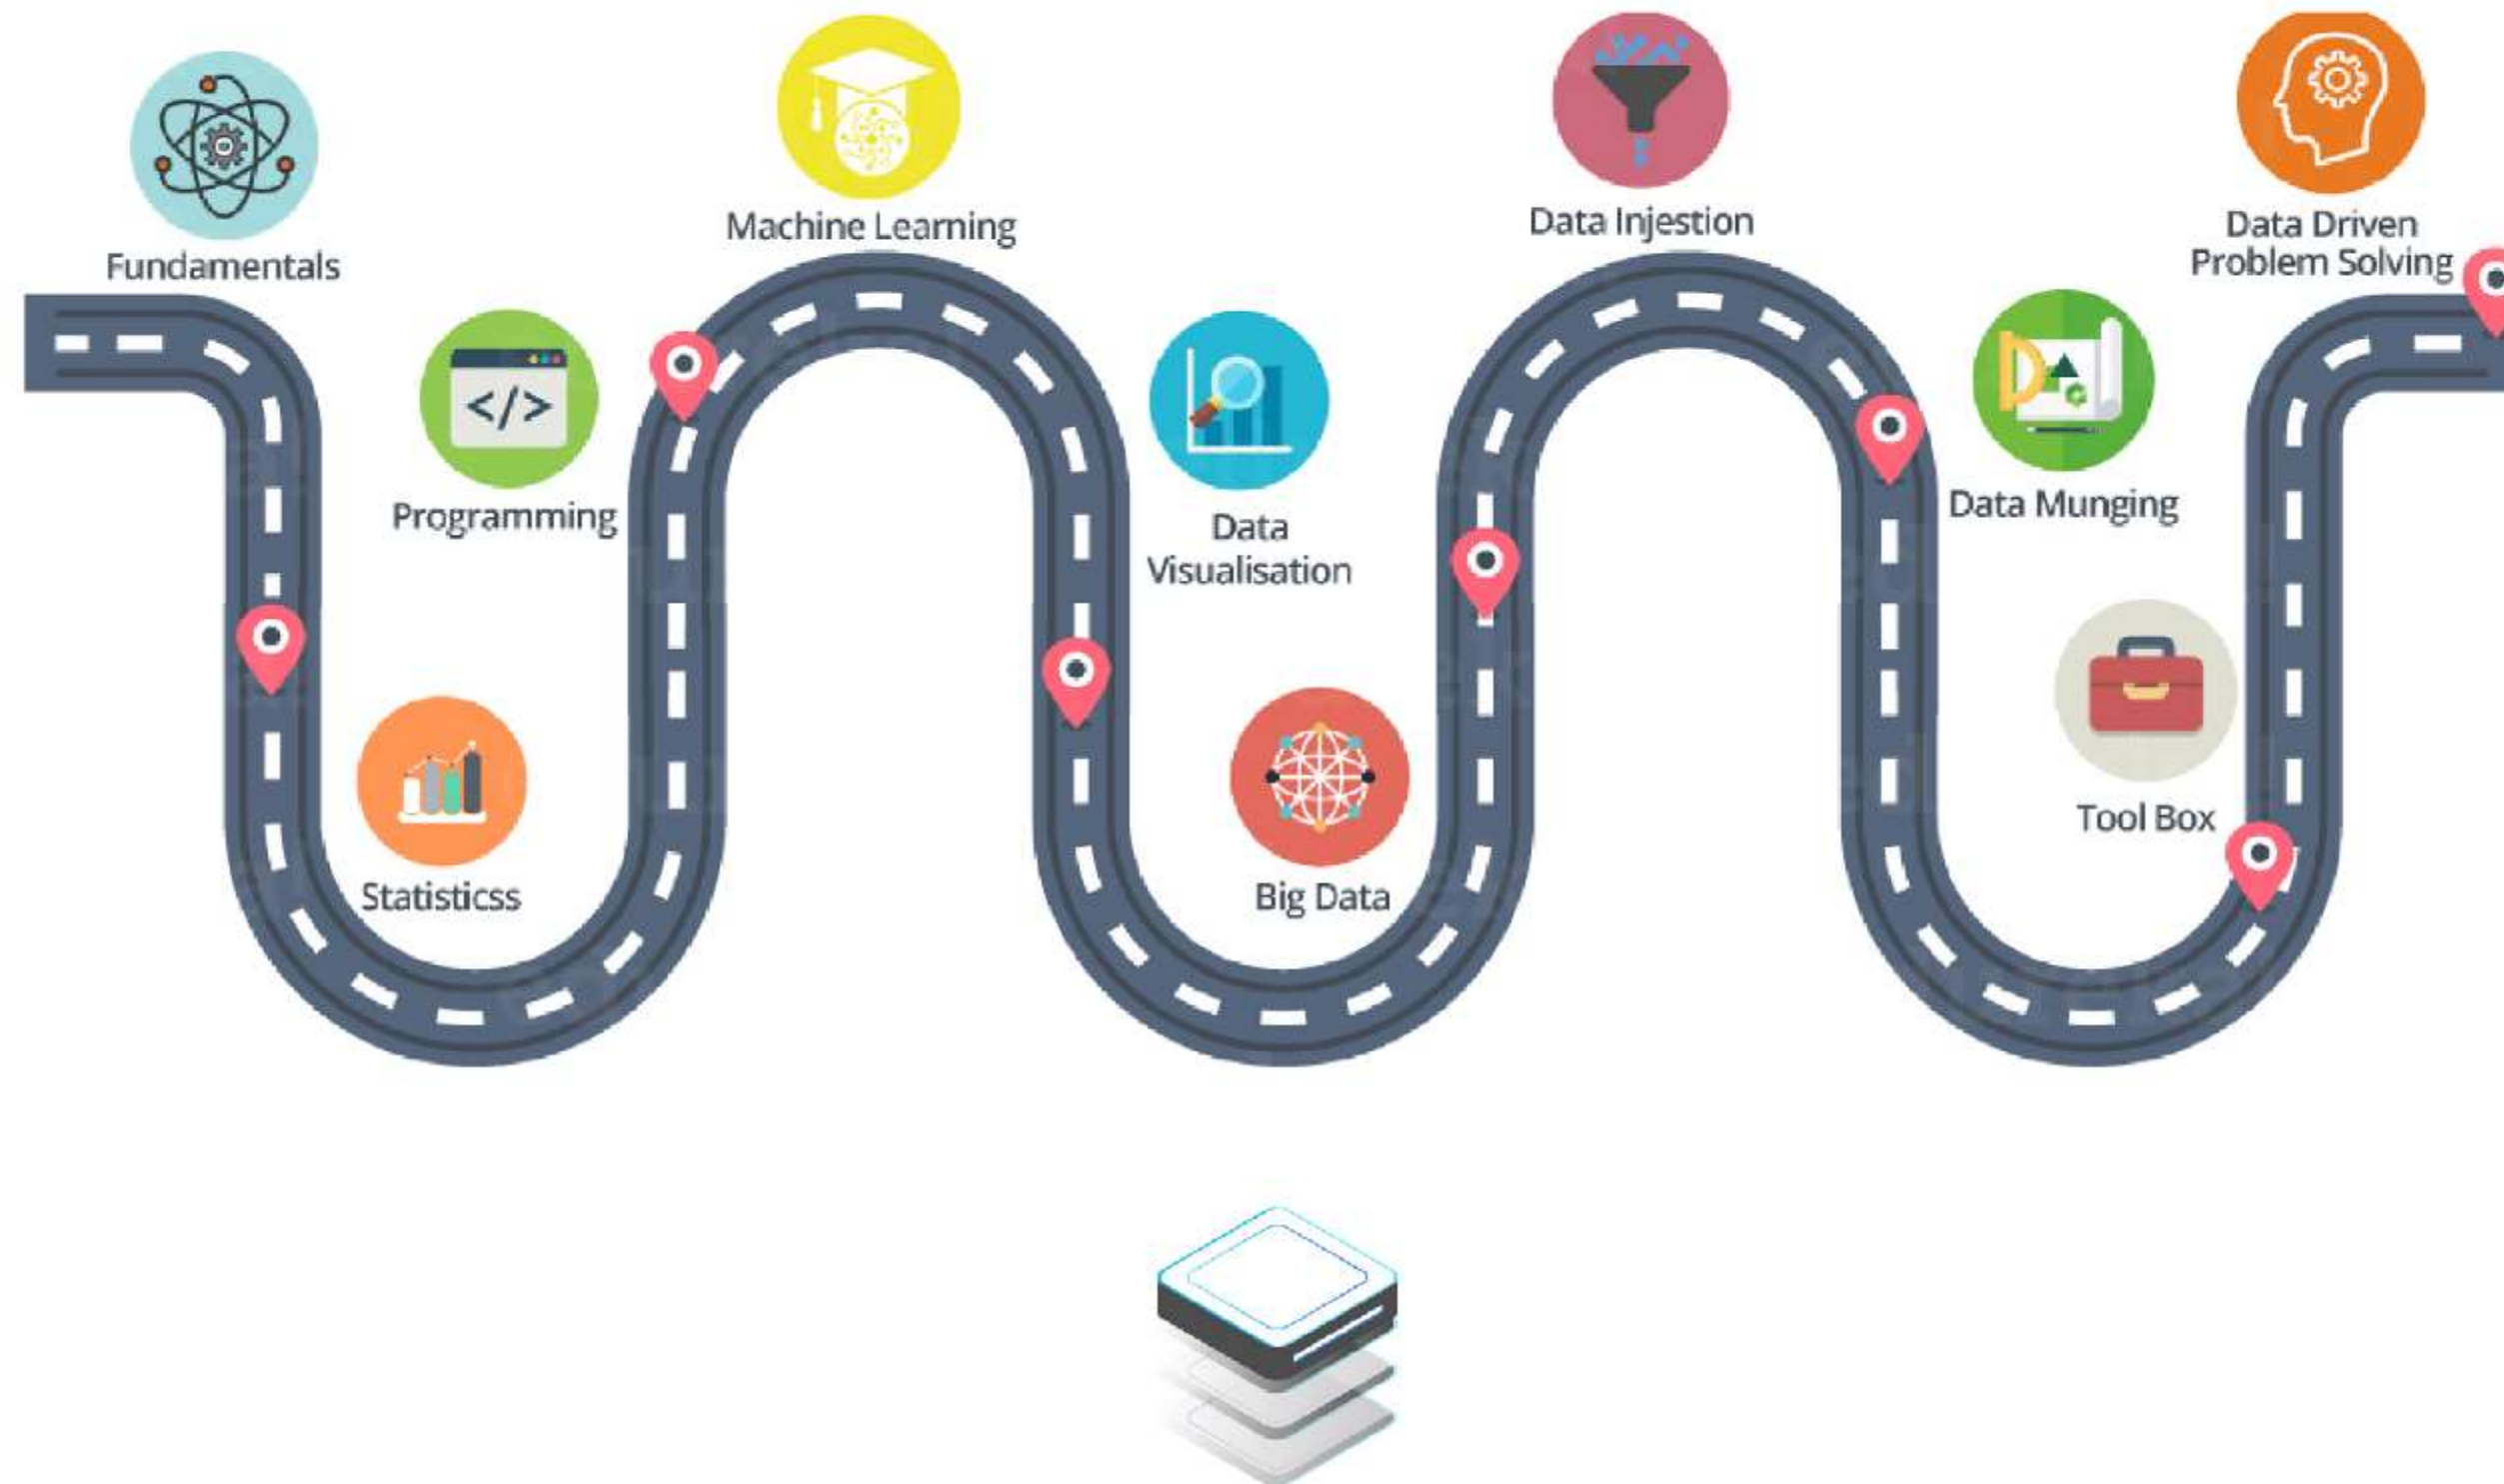 Fundamentals
Statisticss
Programming
</>
Machine Learning
Data
Visualisation
Big Data
Data Injestion
Data Munging
Tool Box
Data Driven
Problem Solving